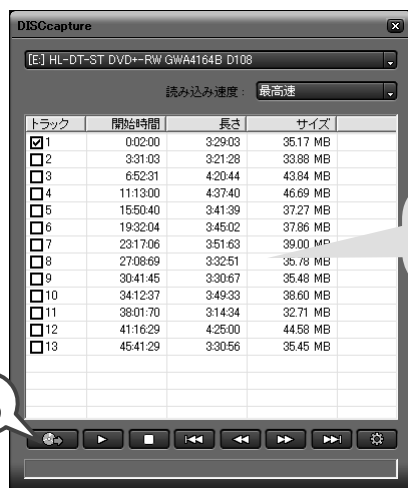 DISCcapture
[E:] HL-DT-ST DVD+-RW GWA4164B D108
読み込み速度： 最高速
トラック 開始時間 長さ サイズ
1 0:02:00 3:29:03 35.17 MB
2 3:31:03 3:21:28 33.88 MB
3 6:52:31 4:20:44 43.84 MB
4 11:13:00 4:37:40 46.69 MB
5 15:50:40 3:41:39 37.27 MB
6 19:32:04 3:45:02 37.86 MB
7 23:17:06 3:51:63 39.00 MB
8 27:08:69 3:32:51 35.78 MB
9 30:41:45 3:30:67 35.48 MB
10 34:12:37 3:49:33 38.60 MB
11 38:01:70 3:14:34 32.71 MB
12 41:16:29 4:25:00 44.58 MB
13 45:41:29 3:30:56 35.45 MB